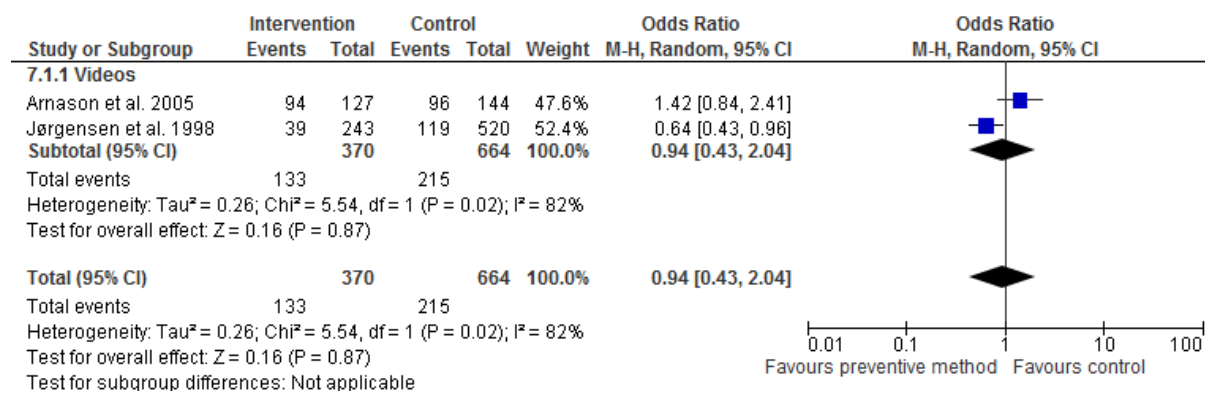 Intervention Control Odds Ratio Odds Ratio
Study or Subgroup Events Total Events Total Weight M-H, Random, 95% CI M-H, Random, 95% CI
7.1.1 Videos
Arnason et al. 2005 94 127 96 144 47.6% 1.42 [0.84, 2.41]
Jørgensen et al. 1998 39 243 119 520 52.4% 0.64 [0.43, 0.96]
Subtotal (95% CI) 370 664 100.0% 0.94 [0.43, 2.04]
Total events 133 215
Heterogeneity: Tau² = 0.26; Chi² = 5.54, df = 1 (P = 0.02); I² = 82%
Test for overall effect: Z = 0.16 (P = 0.87)
Total (95% CI) 370 664 100.0% 0.94 [0.43, 2.04]
Total events 133 215
Heterogeneity: Tau² = 0.26; Chi² = 5.54, df = 1 (P = 0.02); I² = 82%
Test for overall effect: Z = 0.16 (P = 0.87)
Test for subgroup differences: Not applicable
0.01 0.1 1 10 100
Favours preventive method Favours control